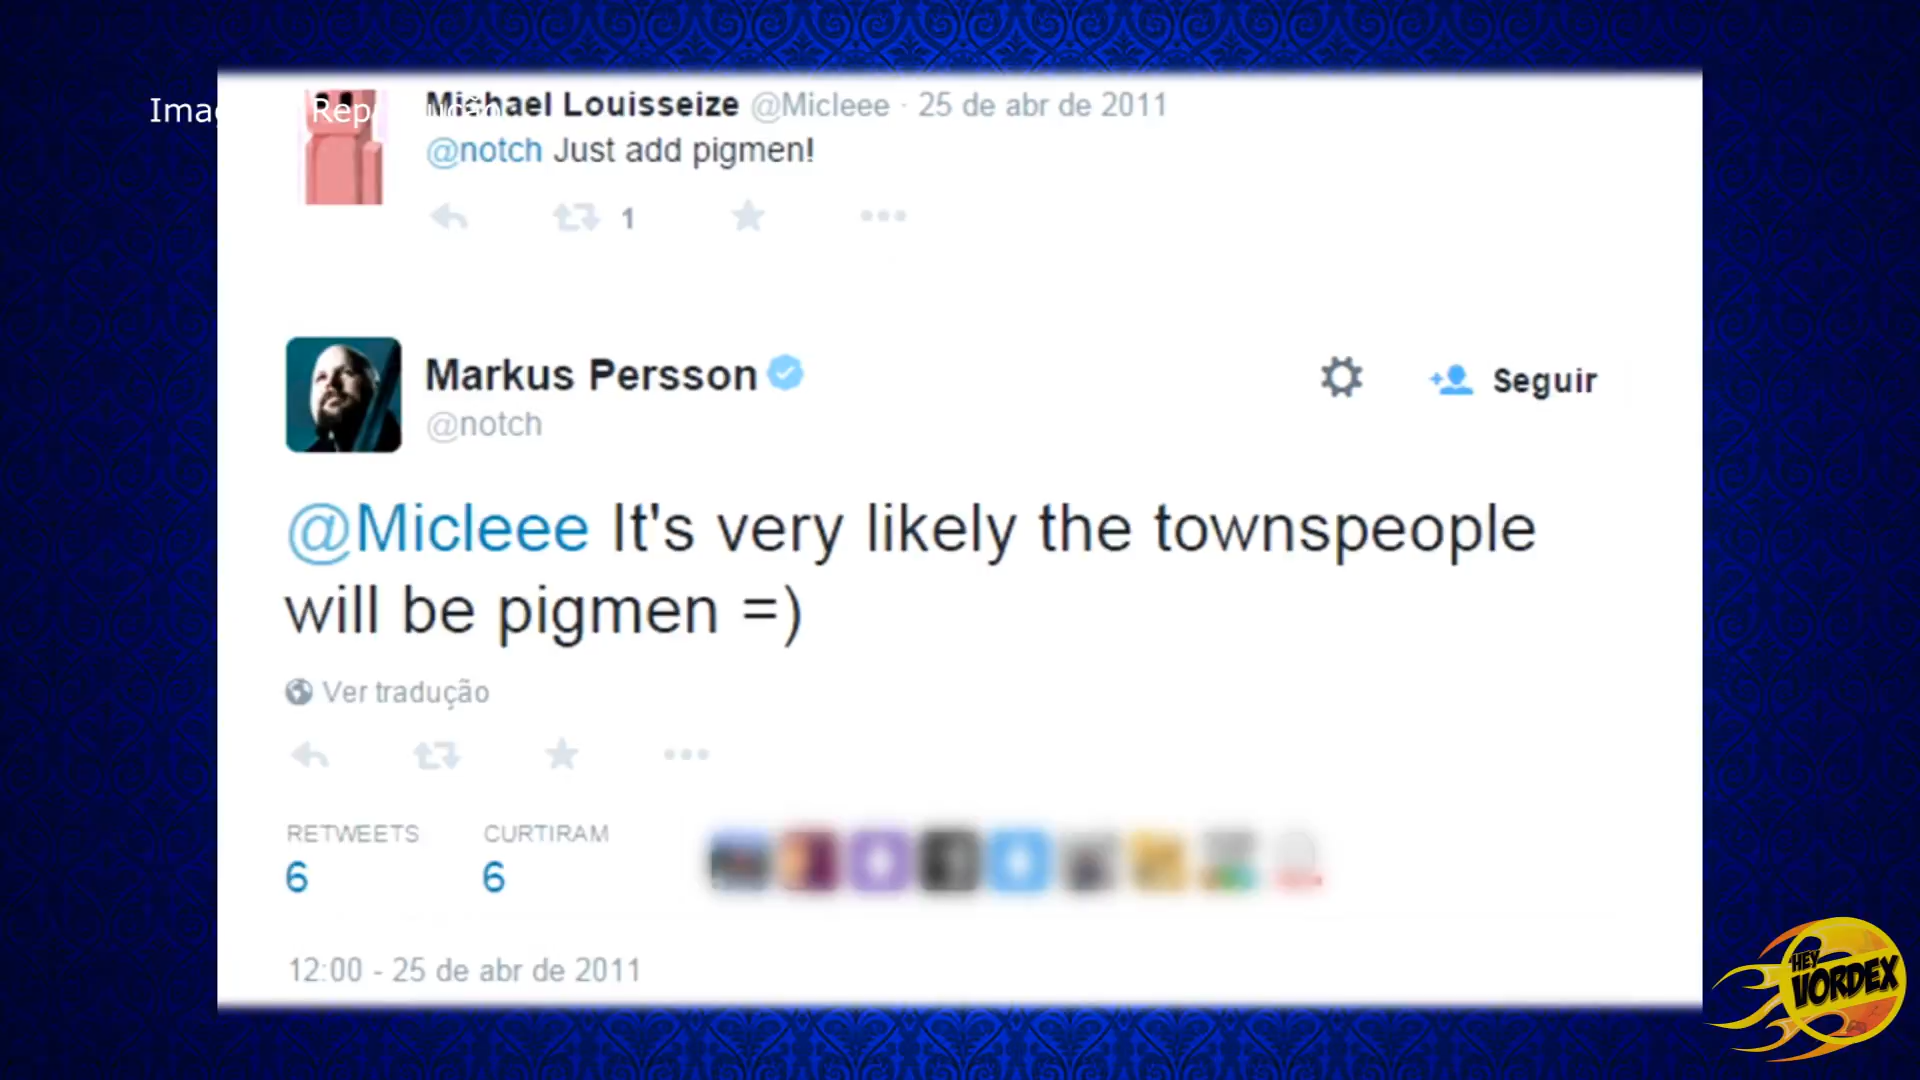 Michael Louisseize @Micleee · 25 de abr de 2011
@notch Just add pigmen!
1
Markus Persson
@notch
Seguir
@Micleee It's very likely the townspeople
will be pigmen =)
Ver tradução
RETWEETS CURTIRAM
6 6
12:00 - 25 de abr de 2011
HEY
VORDEX